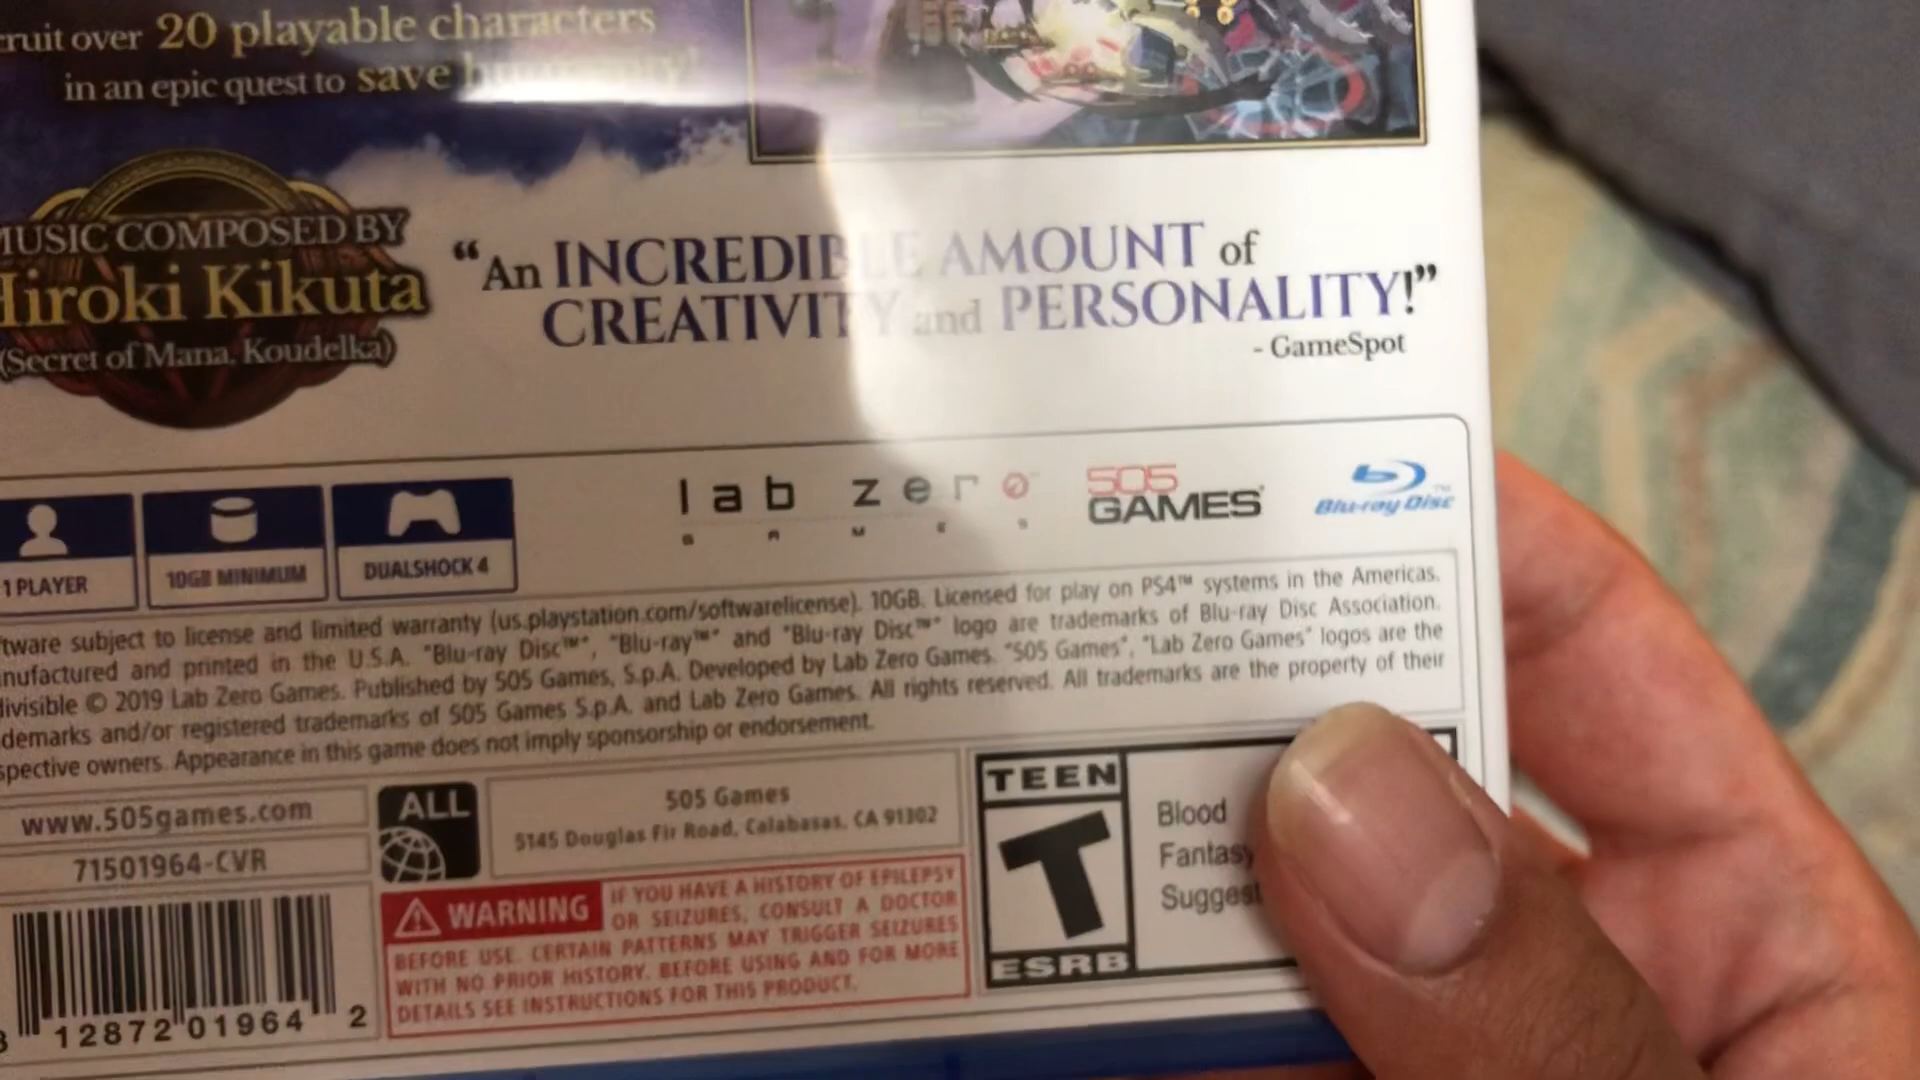 cruit over 20 playable characters
in an epic quest to save humanity!
MUSIC COMPOSED BY
Hiroki Kikuta
(Secret of Mana, Koudelka)
“An INCREDIBLE AMOUNT of
CREATIVITY and PERSONALITY!”
- GameSpot
1 PLAYER
10GB MINIMUM
DUALSHOCK 4
lab zero
GAMES
505
GAMES
Blu-ray Disc™
tware subject to license and limited warranty (us.playstation.com/softwarelicense). 10GB. Licensed for play on PS4™ systems in the Americas.
nufactured and printed in the U.S.A. "Blu-ray Disc™", "Blu-ray™" and "Blu-ray Disc™" logo are trademarks of Blu-ray Disc Association.
divisible © 2019 Lab Zero Games. Published by 505 Games, S.p.A. Developed by Lab Zero Games. "505 Games", "Lab Zero Games" logos are the
demarks and/or registered trademarks of 505 Games S.p.A. and Lab Zero Games. All rights reserved. All trademarks are the property of their
spective owners. Appearance in this game does not imply sponsorship or endorsement.
www.505games.com
71501964-CVR
ALL
505 Games
5145 Douglas Fir Road, Calabasas, CA 91302
WARNING IF YOU HAVE A HISTORY OF EPILEPSY
OR SEIZURES, CONSULT A DOCTOR
BEFORE USE. CERTAIN PATTERNS MAY TRIGGER SEIZURES
WITH NO PRIOR HISTORY. BEFORE USING AND FOR MORE
DETAILS SEE INSTRUCTIONS FOR THIS PRODUCT.
TEEN
T
ESRB
Blood
Fantasy
Suggest
8 12872 01964 2